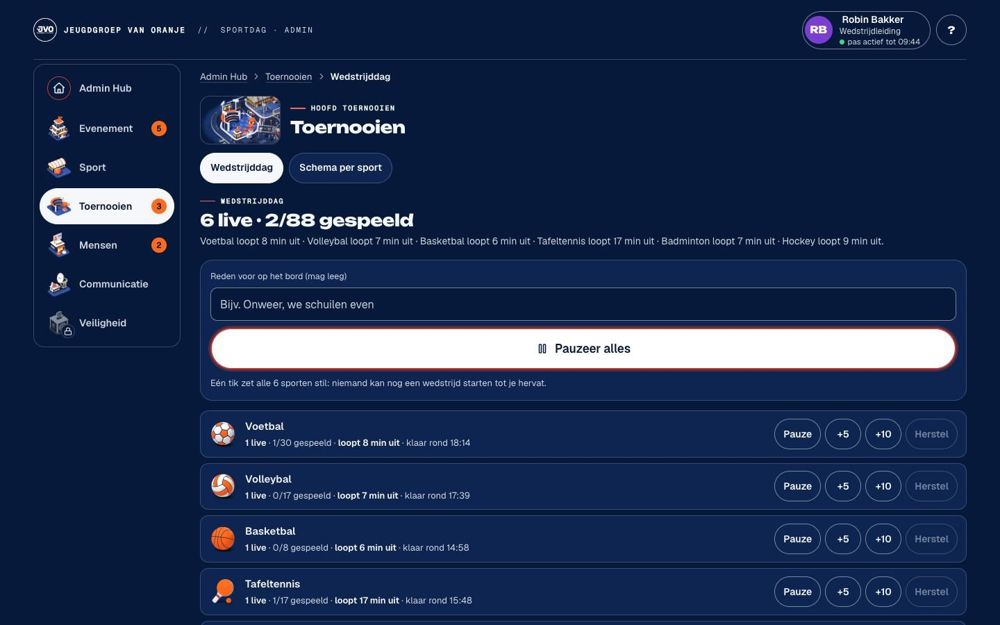 JVO JEUGDGROEP VAN ORANJE // SPORTDAG · ADMIN
RB
Robin Bakker
Wedstrijdleiding
pas actief tot 09:44
?
Admin Hub
Evenement 5
Sport
Toernooien 3
Mensen 2
Communicatie
Veiligheid
Admin Hub > Toernooien > Wedstrijddag
HOOFD TOERNOOIEN
Toernooien
Wedstrijddag Schema per sport
WEDSTRIJDDAG
6 live · 2/88 gespeeld
Voetbal loopt 8 min uit · Volleybal loopt 7 min uit · Basketbal loopt 6 min uit · Tafeltennis loopt 17 min uit · Badminton loopt 7 min uit · Hockey loopt 9 min uit.
Reden voor op het bord (mag leeg)
Bijv. Onweer, we schuilen even
Pauzeer alles
Eén tik zet alle 6 sporten stil: niemand kan nog een wedstrijd starten tot je hervat.
Voetbal
1 live · 1/30 gespeeld · loopt 8 min uit · klaar rond 18:14
Pauze +5 +10 Herstel
Volleybal
1 live · 0/17 gespeeld · loopt 7 min uit · klaar rond 17:39
Pauze +5 +10 Herstel
Basketbal
1 live · 0/8 gespeeld · loopt 6 min uit · klaar rond 14:58
Pauze +5 +10 Herstel
Tafeltennis
1 live · 1/17 gespeeld · loopt 17 min uit · klaar rond 15:48
Pauze +5 +10 Herstel